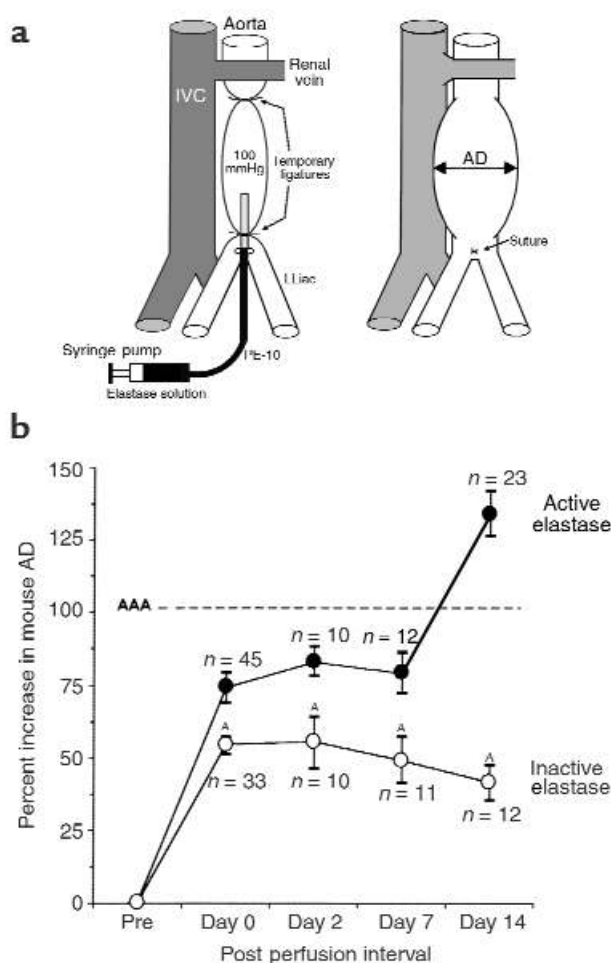 a
Aorta
Renal
vein
IVC
100
mmHg
Temporary
ligatures
AD
Suture
Syringe pump
PE-10
Elastase solution
b
150
125
100
75
50
25
0
Percent increase in mouse AD
AAA
n = 23
Active
elastase
n = 45
n = 10
n = 12
A
A
A
A
Inactive
elastase
n = 33
n = 10
n = 11
n = 12
Pre
Day 0
Day 2
Day 7
Day 14
Post perfusion interval